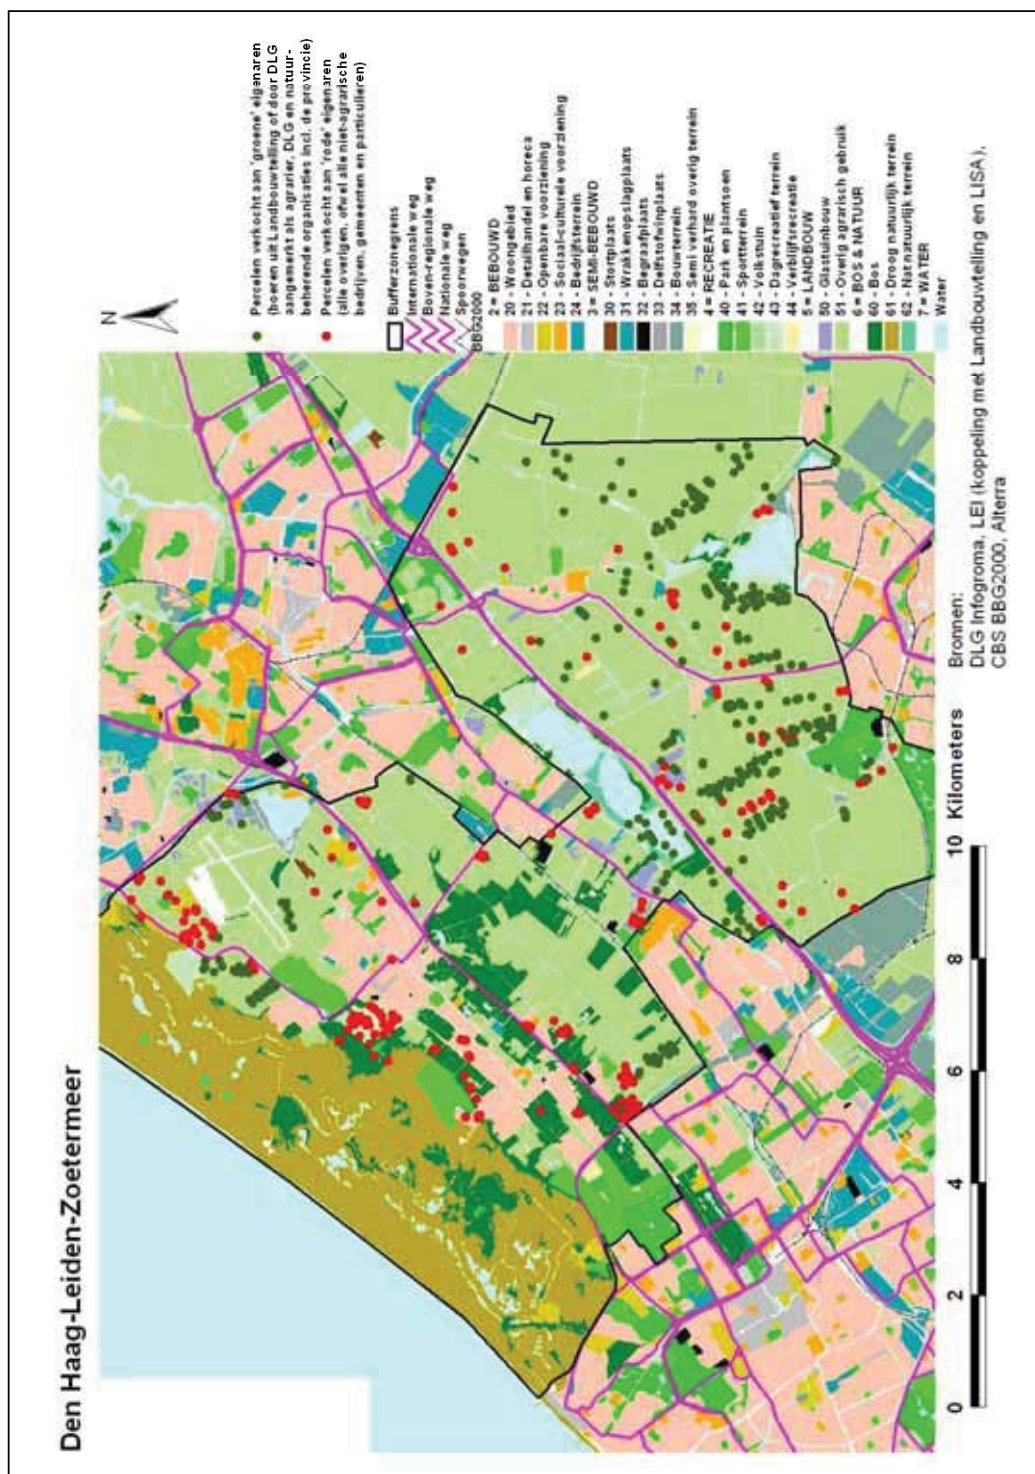 Den Haag-Leiden-Zoetermeer
N
Percelen verkocht aan 'groene' eigenaren
(boeren uit Landbouwtelling of door DLG
aangemerkt als agrarier, DLG en natuur-
beherende organisaties incl. de provincie)
Percelen verkocht aan 'rode' eigenaren
(alle overigen, ofwel alle niet-agrarische
bedrijven, gemeenten en particulieren)
Bufferzonegrens
Internationale weg
Boven-regionale weg
Nationale weg
Spoorwegen
BBG2000
2 = BEBOUWD
20 - Woongebied
21 - Detailhandel en horeca
22 - Openbare voorziening
23 - Sociaal-culturele voorziening
24 - Bedrijfsterrein
3 = SEMI-BEBOUWD
30 - Stortplaats
31 - Wrakkenopslagplaats
32 - Begraafplaats
33 - Delfstofwinplaats
34 - Bouwterrein
35 - Semi verhard overig terrein
4 = RECREATIE
40 - Park en plantsoen
41 - Sportterrein
42 - Volkstuin
43 - Dagrecreatief terrein
44 - Verblijfsrecreatie
5 = LANDBOUW
50 - Glastuinbouw
51 - Overig agrarisch gebruik
6 = BOS & NATUUR
60 - Bos
61 - Droog natuurlijk terrein
62 - Nat natuurlijk terrein
7 = WATER
Water
0 2 4 6 8 10 Kilometers
Bronnen:
DLG Infogroma, LEI (koppeling met Landbouwtelling en LISA),
CBS BBG2000, Alterra